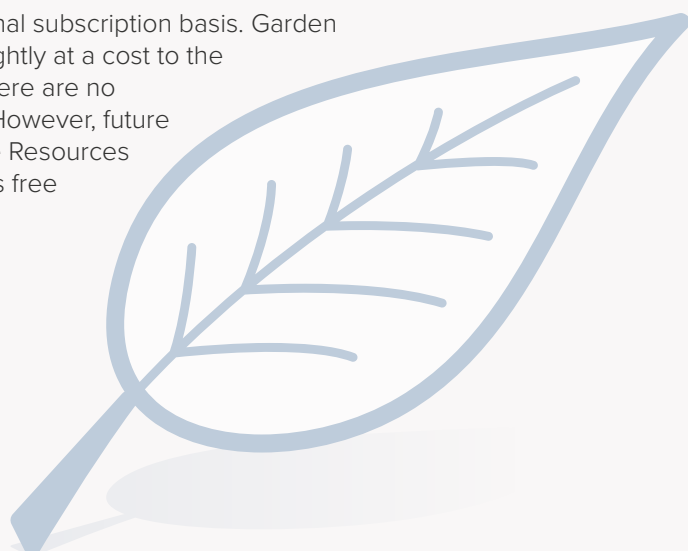 nal subscription basis. Garden
ghtly at a cost to the
ere are no
However, future
Resources
s free